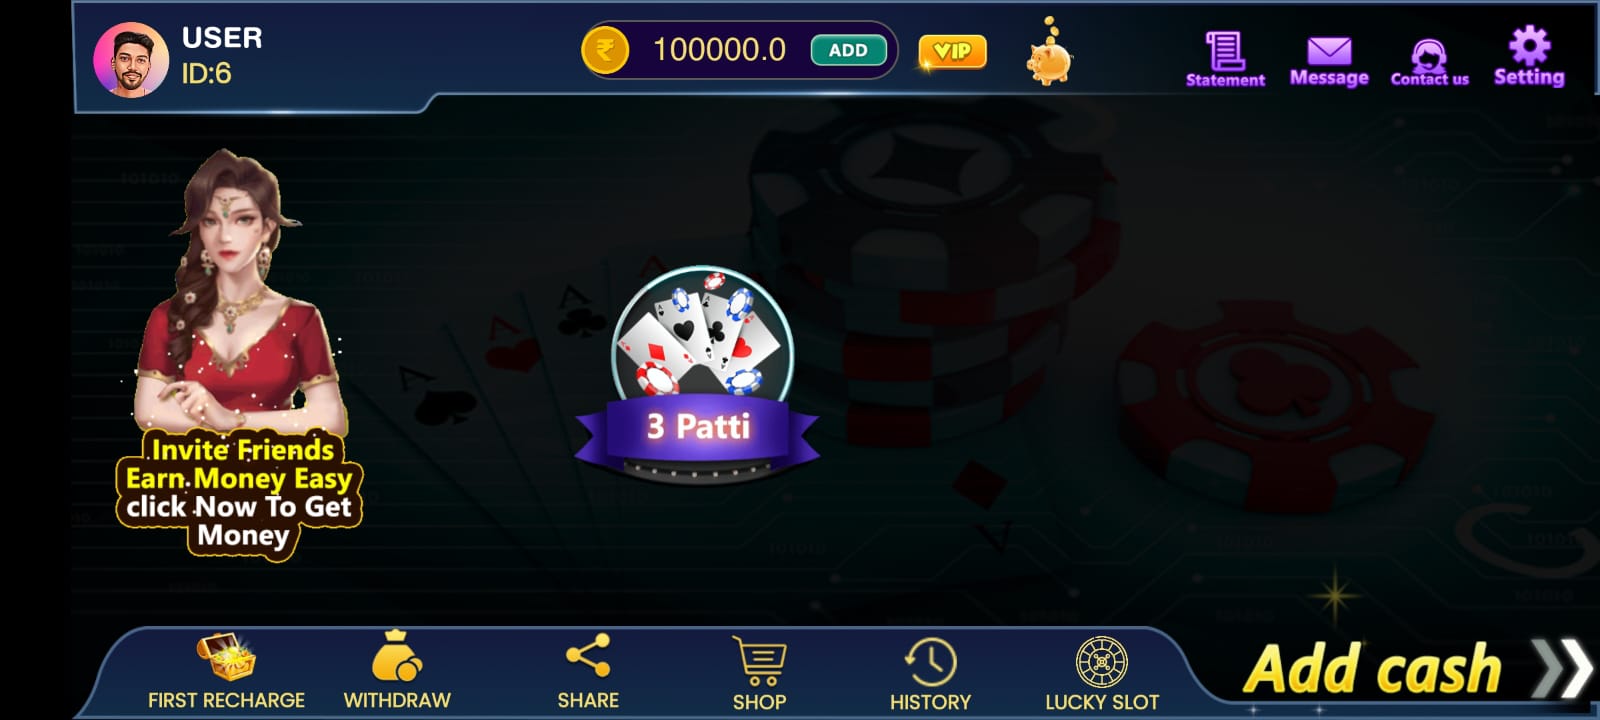 USER
ID:6
100000.0
ADD
VIP
Statement
Message
Contact us
Setting
Invite Friends
Earn Money Easy
click Now To Get
Money
3 Patti
FIRST RECHARGE
WITHDRAW
SHARE
SHOP
HISTORY
LUCKY SLOT
Add cash